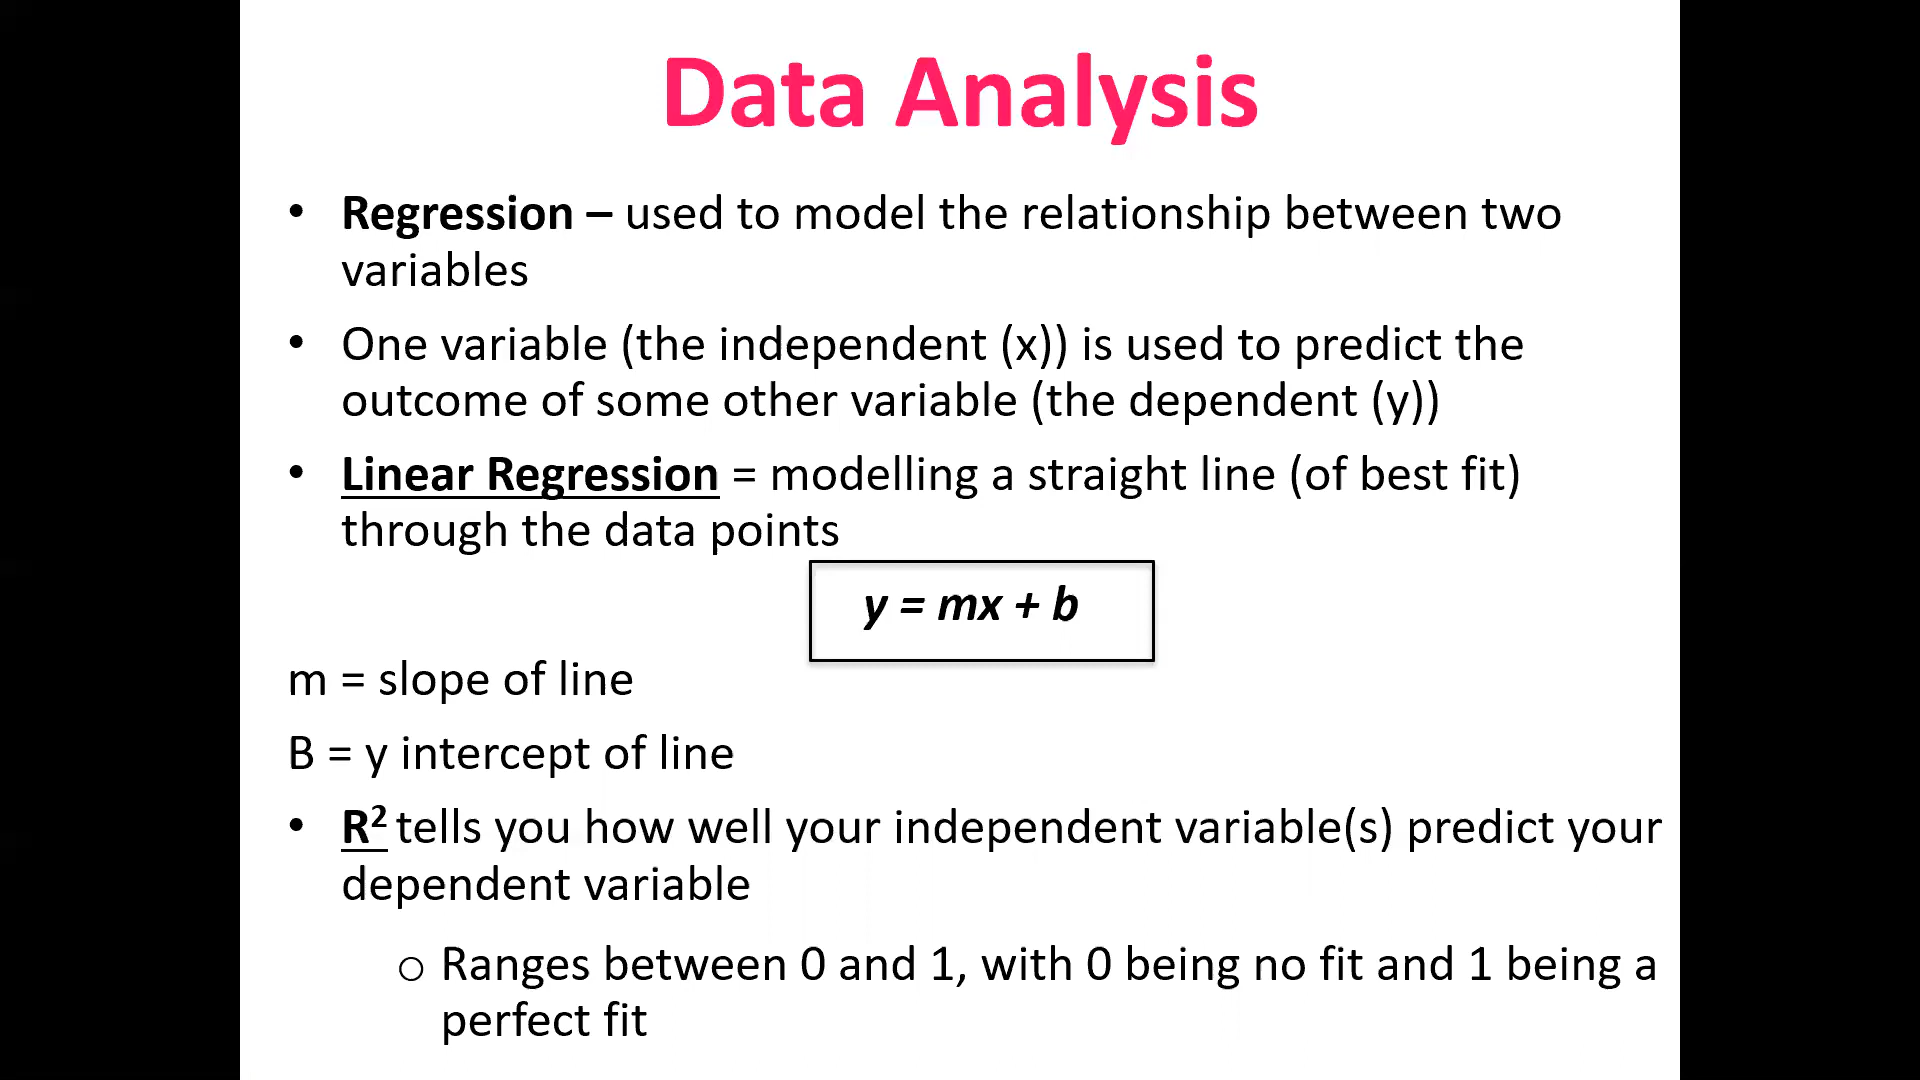 Data Analysis
• Regression – used to model the relationship between two
variables
• One variable (the independent (x)) is used to predict the
outcome of some other variable (the dependent (y))
• Linear Regression = modelling a straight line (of best fit)
through the data points
y = mx + b
m = slope of line
B = y intercept of line
• R² tells you how well your independent variable(s) predict your
dependent variable
o Ranges between 0 and 1, with 0 being no fit and 1 being a
perfect fit